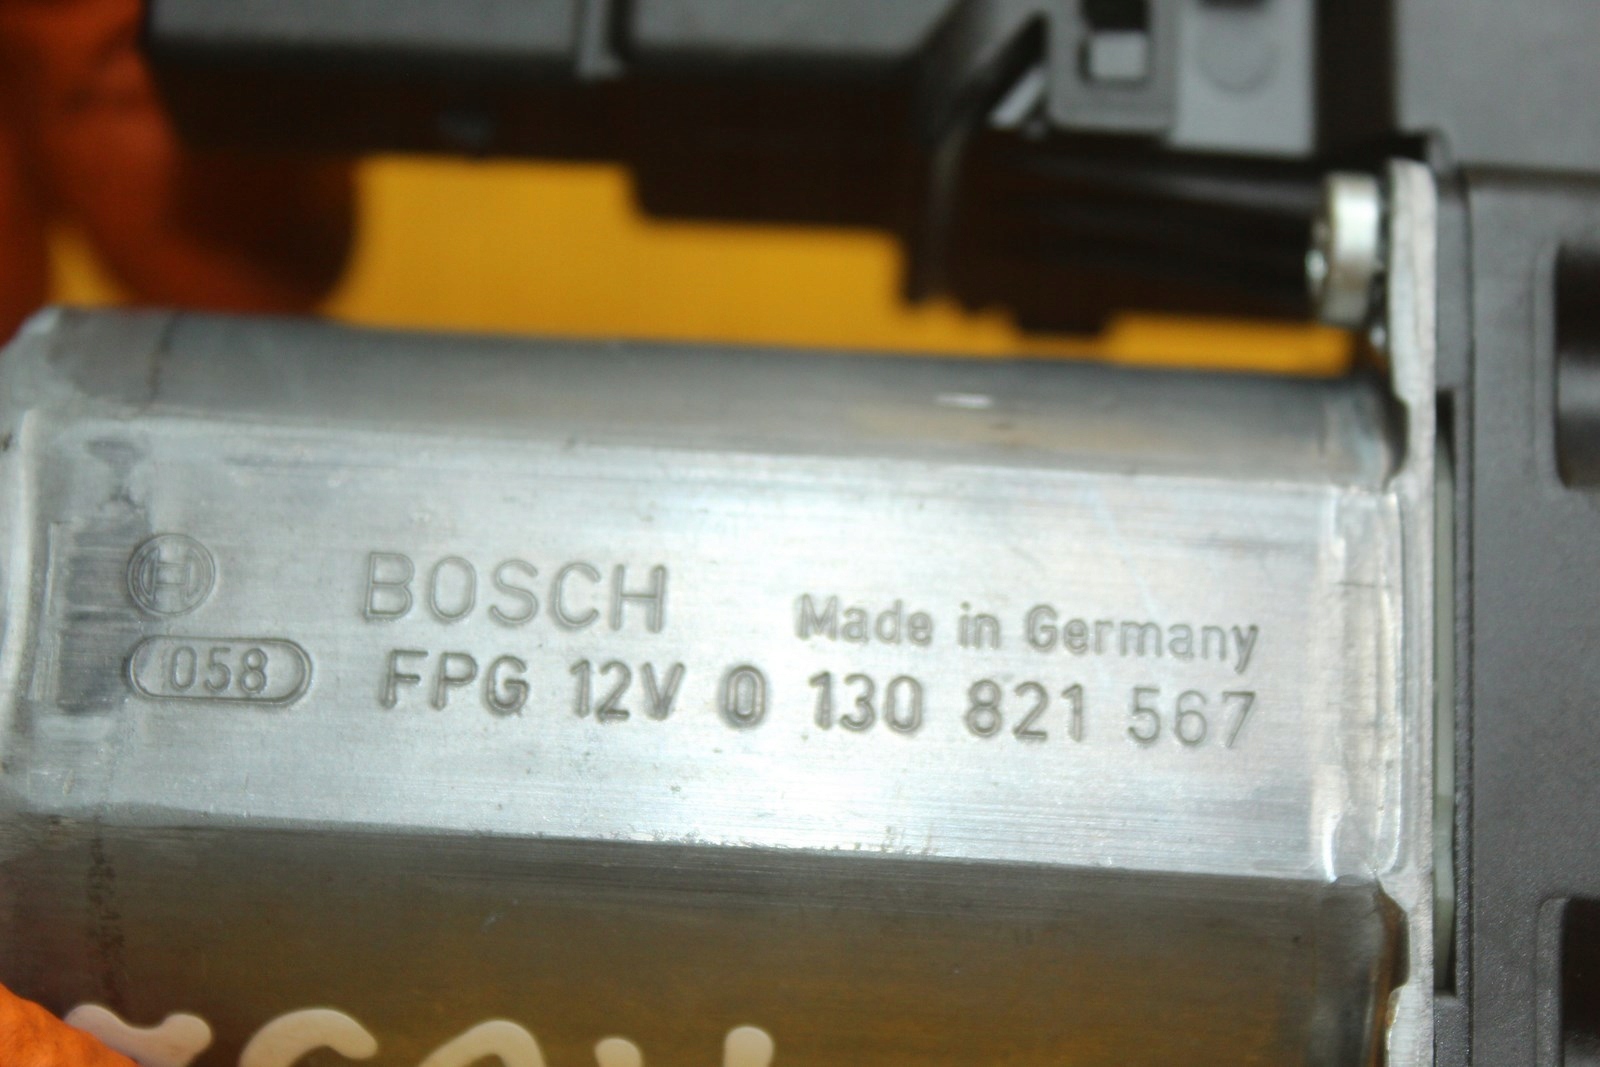 BOSCH Made in Germany
058 FPG 12V 0 130 821 567